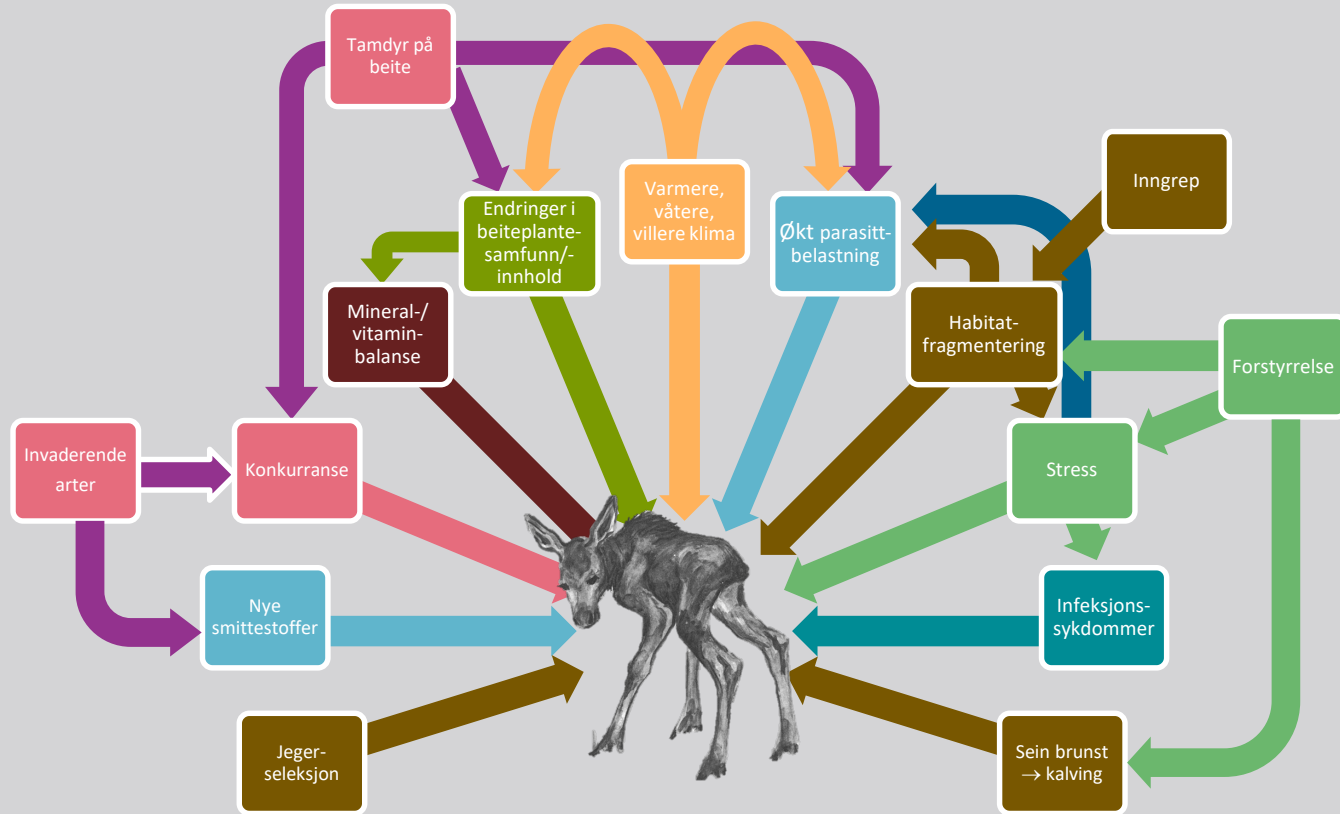 Tamdyr på
beite
Varmere,
våtere,
villere klima
Inngrep
Endringer i
beiteplante-
samfunn/-
innhold
Økt parasitt-
belastning
Mineral-/
vitamin-
balanse
Habitat-
fragmentering
Forstyrrelse
Invaderende
arter
Konkurranse
Stress
Nye
smittestoffer
Infeksjons-
sykdommer
Jeger-
seleksjon
Sein brunst
→ kalving